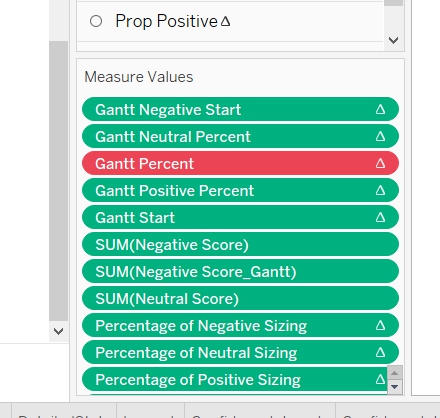 Prop Positive Δ
Measure Values
Gantt Negative Start Δ
Gantt Neutral Percent Δ
Gantt Percent Δ
Gantt Positive Percent Δ
Gantt Start Δ
SUM(Negative Score)
SUM(Negative Score_Gantt)
SUM(Neutral Score)
Percentage of Negative Sizing Δ
Percentage of Neutral Sizing Δ
Percentage of Positive Sizing Δ